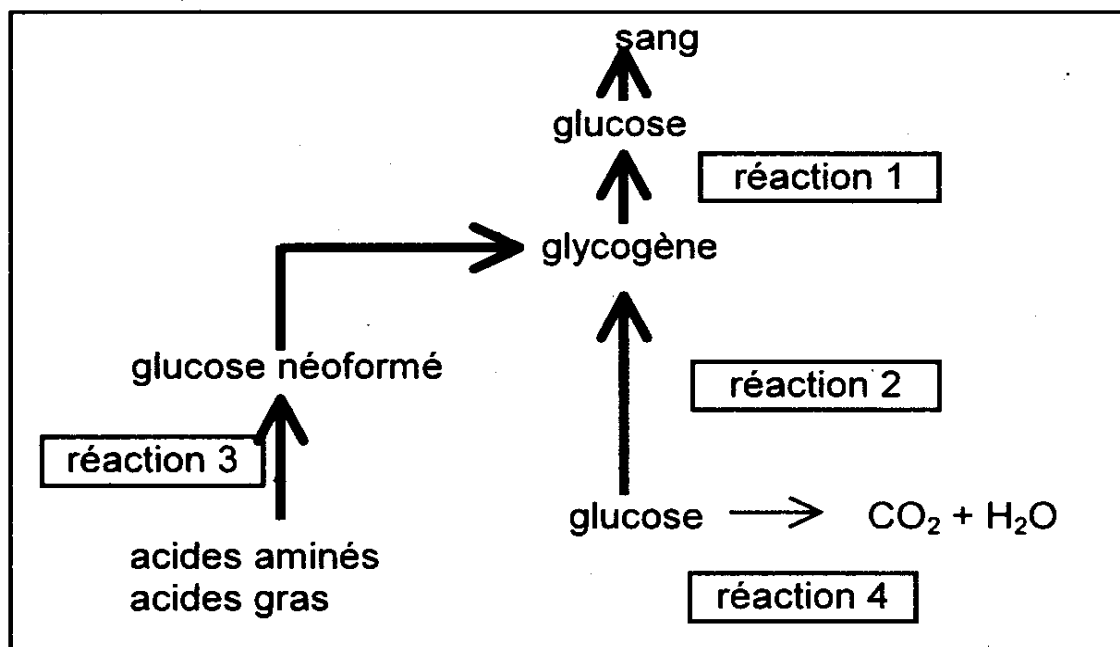 sang
glucose
réaction 1
glycogène
glucose néoformé
réaction 2
réaction 3
glucose
CO₂ + H₂O
acides aminés
acides gras
réaction 4